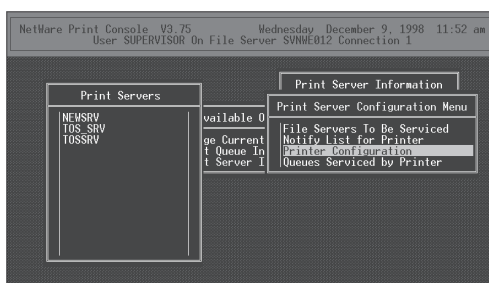 NetWare Print Console V3.75 Wednesday December 9, 1998 11:52 am
User SUPERVISOR On File Server SVNWE012 Connection 1
Print Server Information
Print Servers
Print Server Configuration Menu
NEWSRV
TOS_SRV
TOSSRV
vailable O
ge Current
t Queue In
t Server I
File Servers To Be Serviced
Notify List for Printer
Printer Configuration
Queues Serviced by Printer